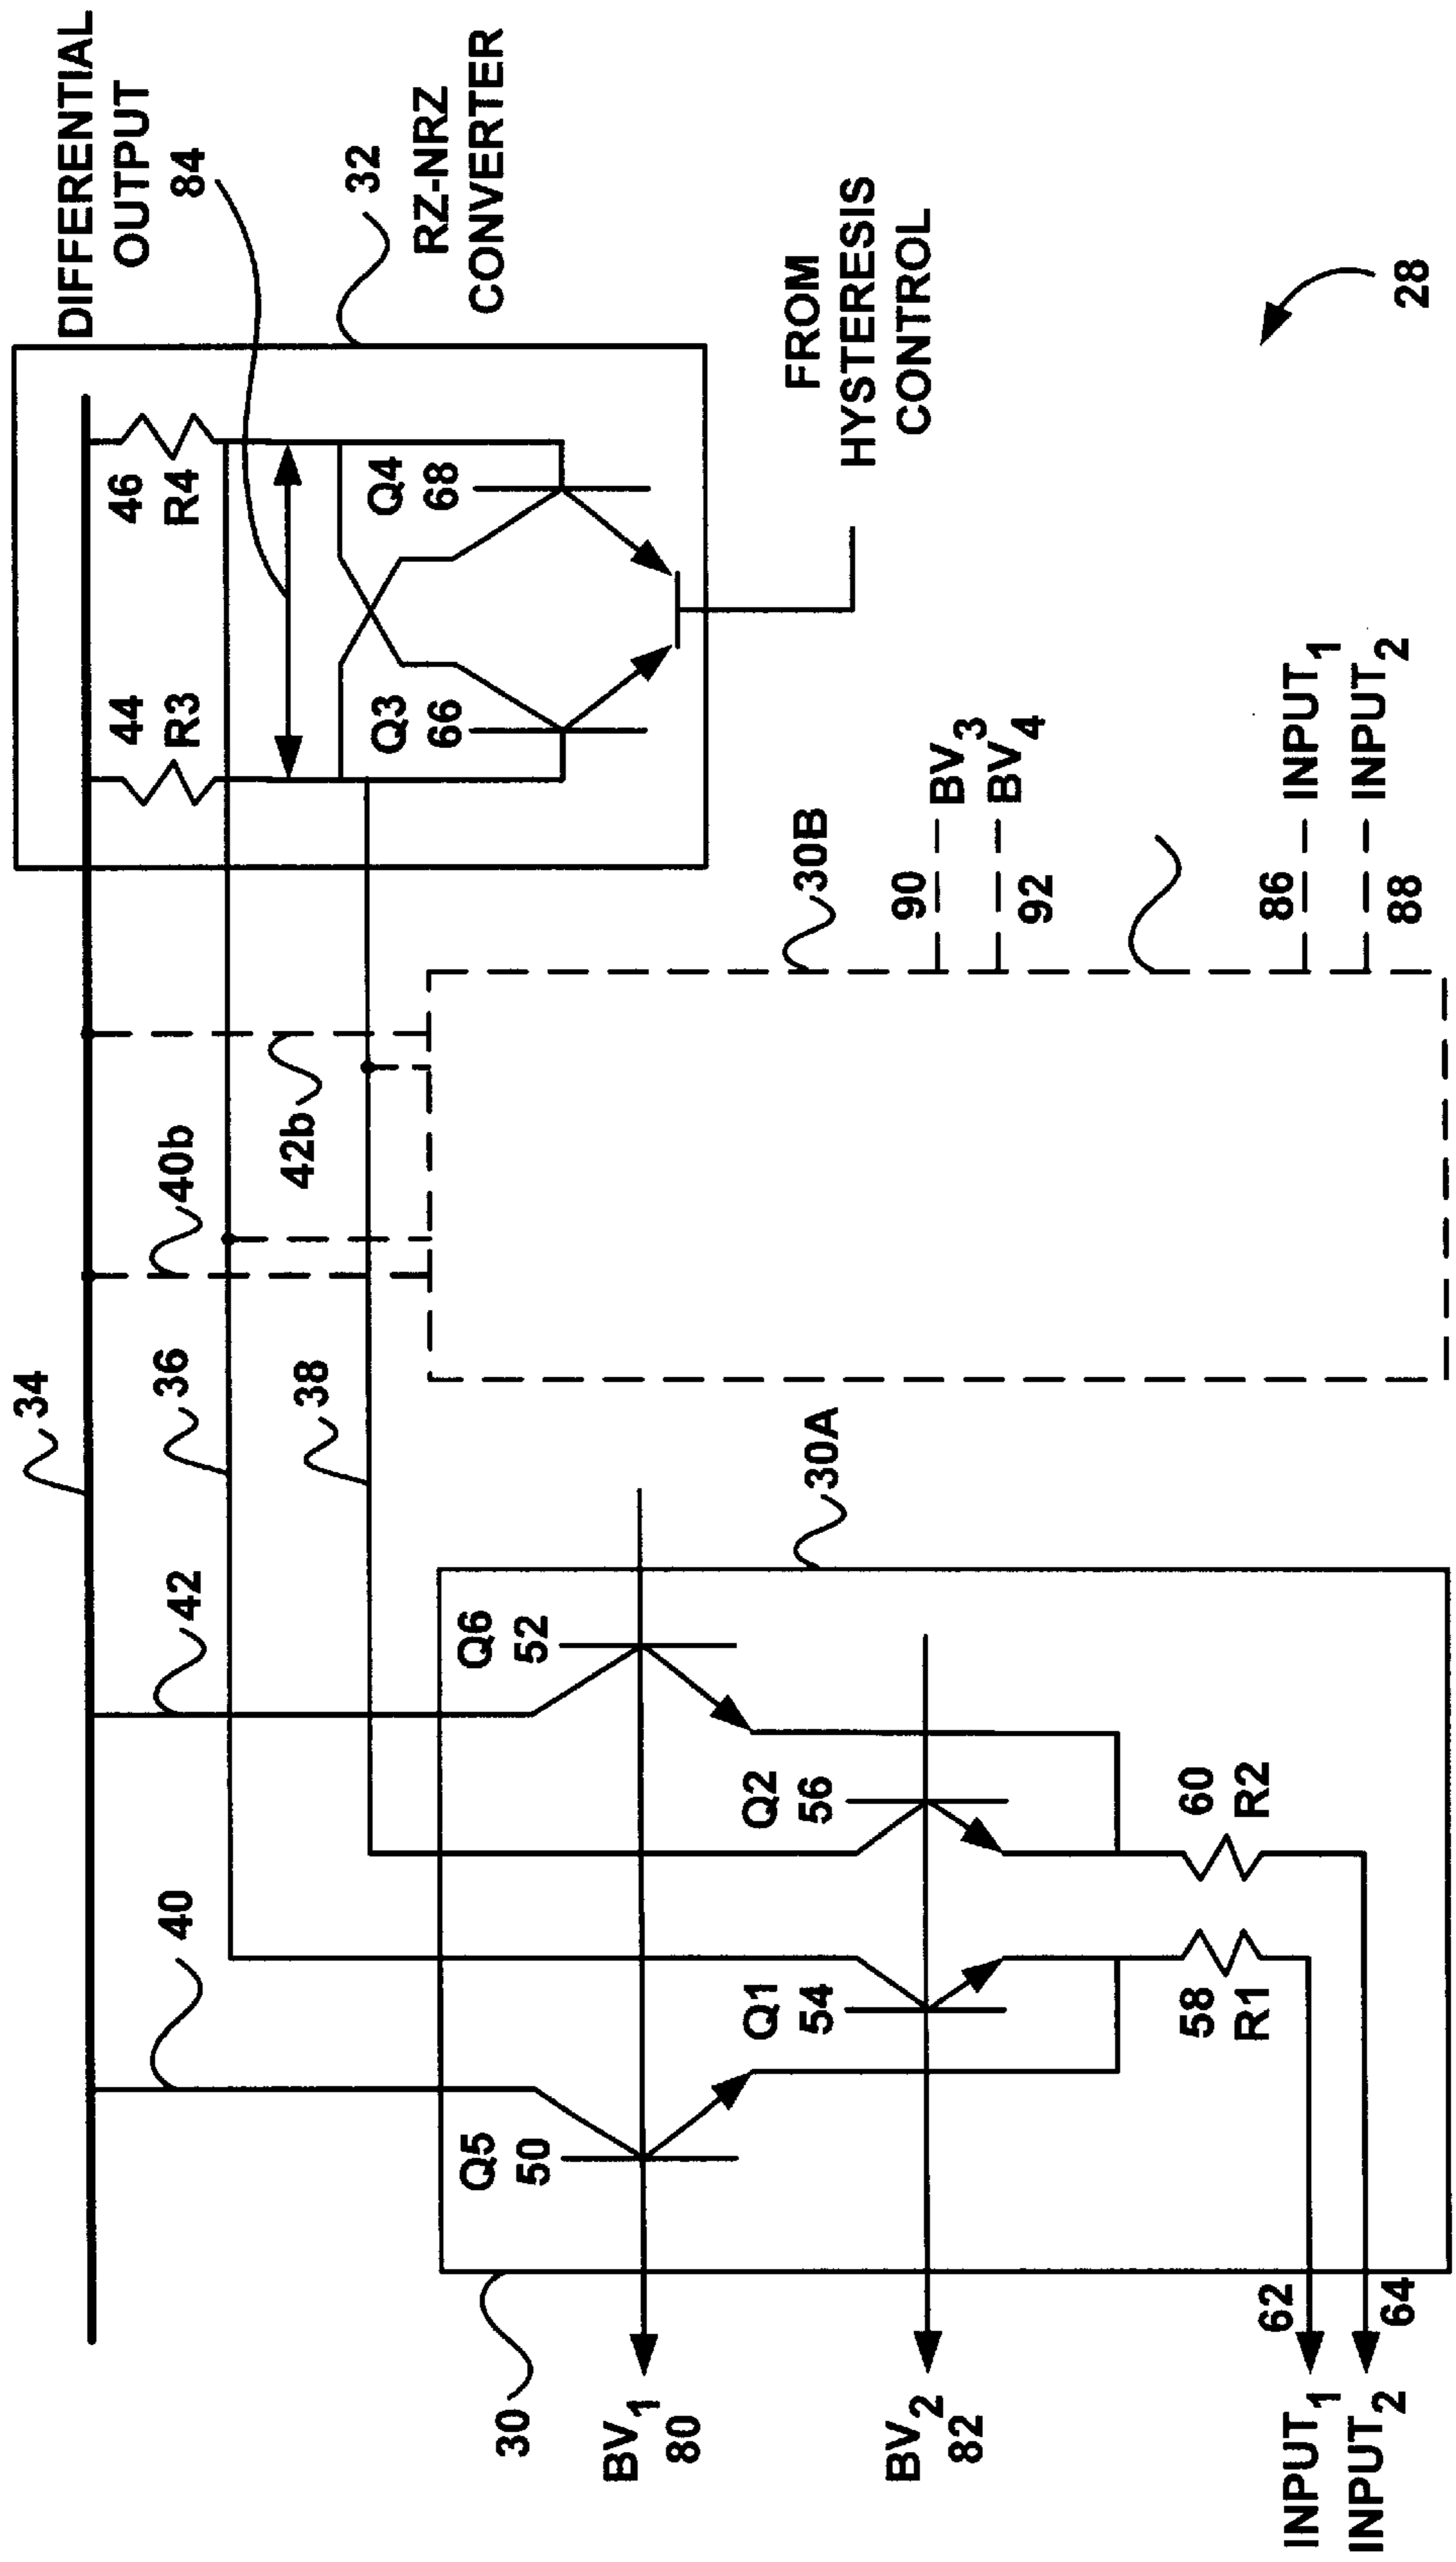 DIFFERENTIAL
OUTPUT
84
32
RZ-NRZ
CONVERTER
34
36
38
40
42
40b
42b
44
R3
46
R4
Q3
66
Q4
68
FROM
HYSTERESIS
CONTROL
28
30
30A
30B
Q5
50
Q6
52
Q1
54
Q2
56
58
R1
60
R2
BV1
80
BV2
82
62
64
INPUT1
INPUT2
90
BV3
BV4
92
86
INPUT1
INPUT2
88